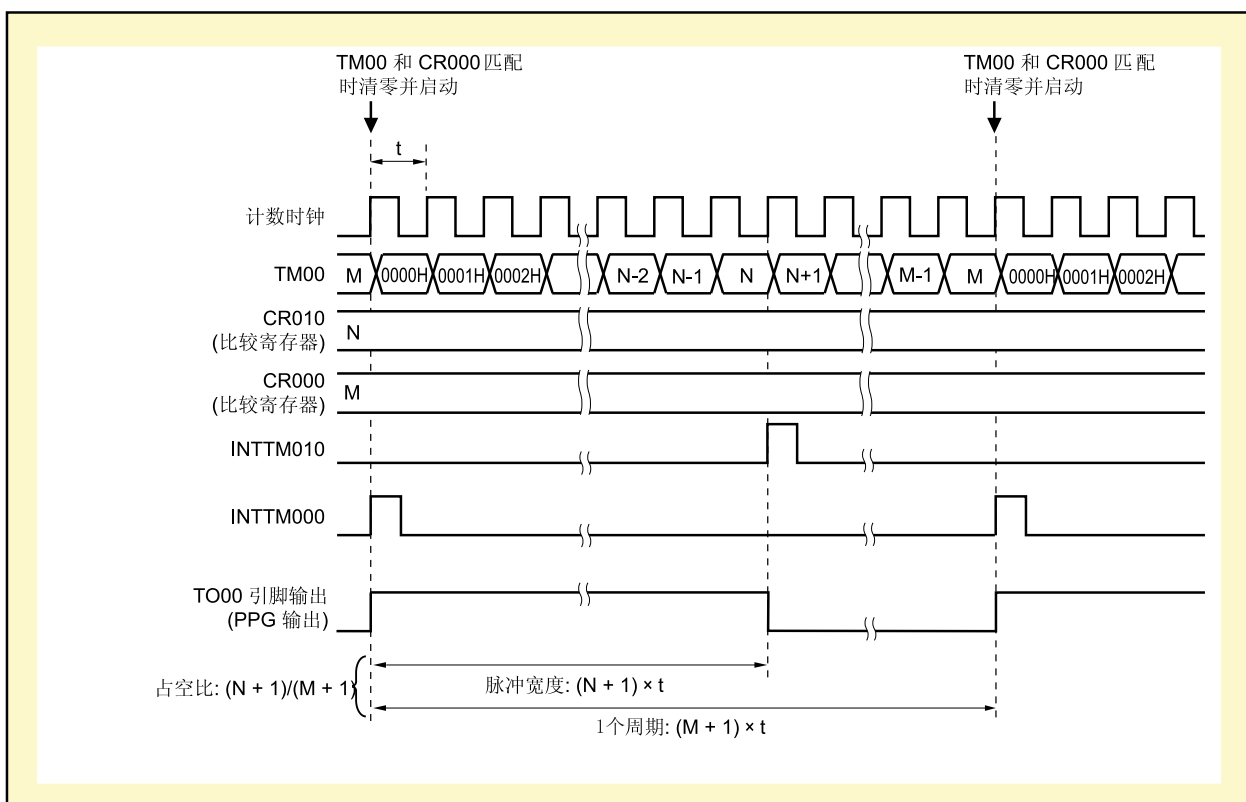 TM00 和 CR000 匹配
时清零并启动
TM00 和 CR000 匹配
时清零并启动
t
计数时钟
TM00 M 0000H 0001H 0002H N-2 N-1 N N+1 M-1 M 0000H 0001H 0002H
CR010
(比较寄存器) N
CR000
(比较寄存器) M
INTTM010
INTTM000
TO00 引脚输出
(PPG 输出)
占空比: (N + 1)/(M + 1)
脉冲宽度: (N + 1) × t
1个周期: (M + 1) × t